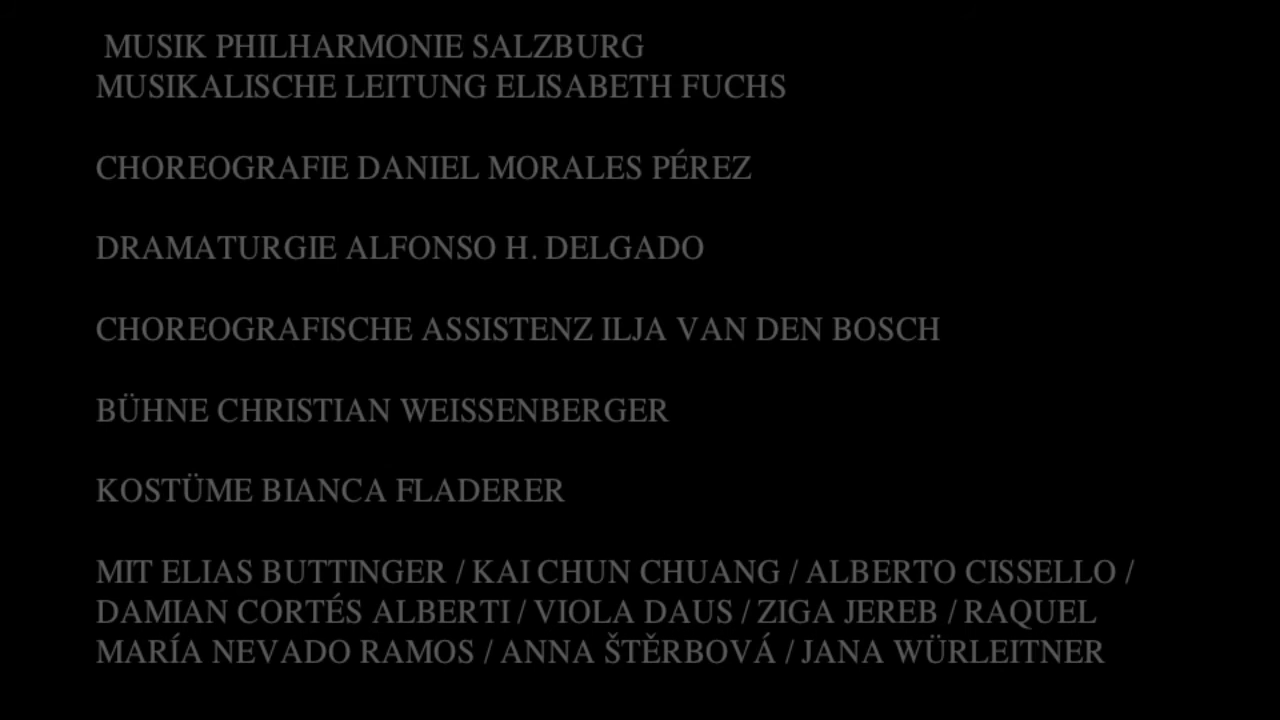 MUSIK PHILHARMONIE SALZBURG
MUSIKALISCHE LEITUNG ELISABETH FUCHS
CHOREOGRAFIE DANIEL MORALES PÉREZ
DRAMATURGIE ALFONSO H. DELGADO
CHOREOGRAFISCHE ASSISTENZ ILJA VAN DEN BOSCH
BÜHNE CHRISTIAN WEISSENBERGER
KOSTÜME BIANCA FLADERER
MIT ELIAS BUTTINGER / KAI CHUN CHUANG / ALBERTO CISSELLO /
DAMIAN CORTÉS ALBERTI / VIOLA DAUS / ZIGA JEREB / RAQUEL
MARÍA NEVADO RAMOS / ANNA ŠTĚRBOVÁ / JANA WÜRLEITNER